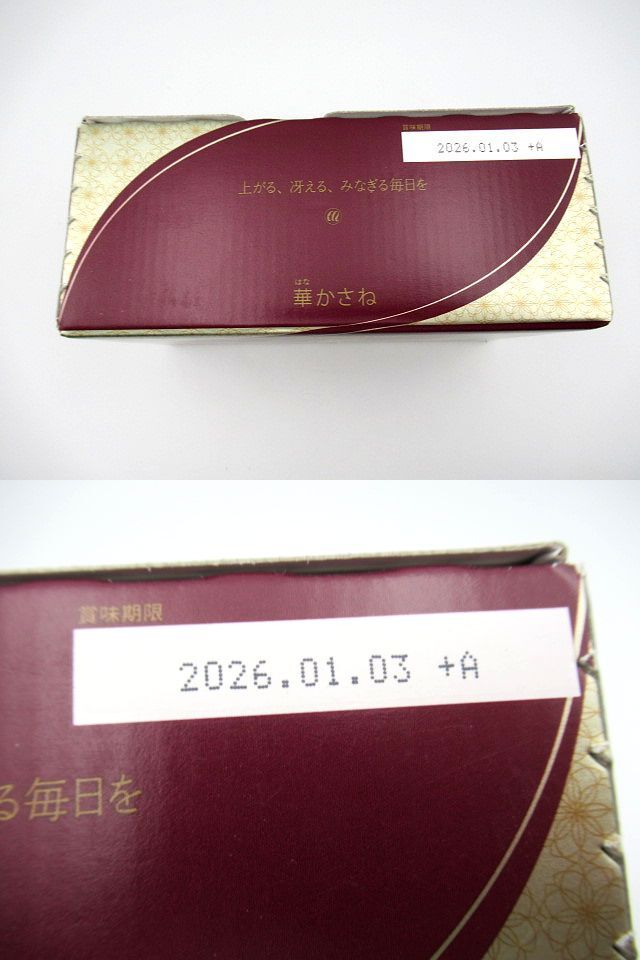 賞味期限
2026.01.03 +A
上がる、冴える、みなぎる毎日を
はな
華かさね
賞味期限
2026.01.03 +A
る毎日を